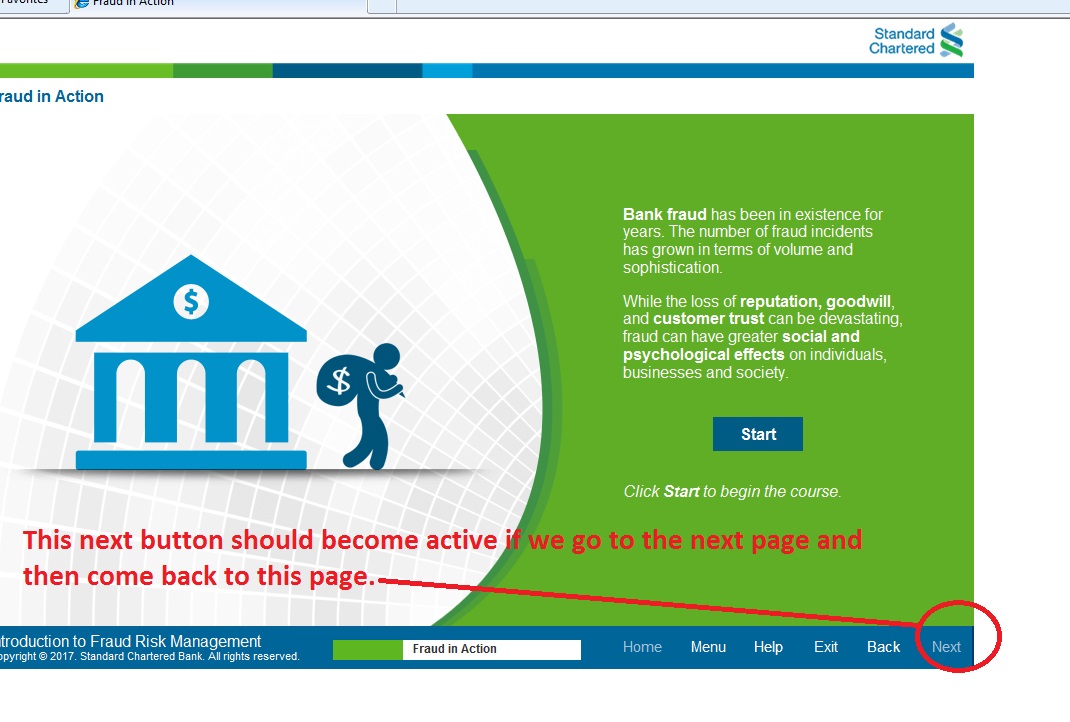 Fraud in Action
Standard
Chartered
raud in Action
$
$
Bank fraud has been in existence for
years. The number of fraud incidents
has grown in terms of volume and
sophistication.
While the loss of reputation, goodwill,
and customer trust can be devastating,
fraud can have greater social and
psychological effects on individuals,
businesses and society.
Start
Click Start to begin the course.
This next button should become active if we go to the next page and
then come back to this page.
ntroduction to Fraud Risk Management
opyright © 2017. Standard Chartered Bank. All rights reserved.
Fraud in Action
Home Menu Help Exit Back Next